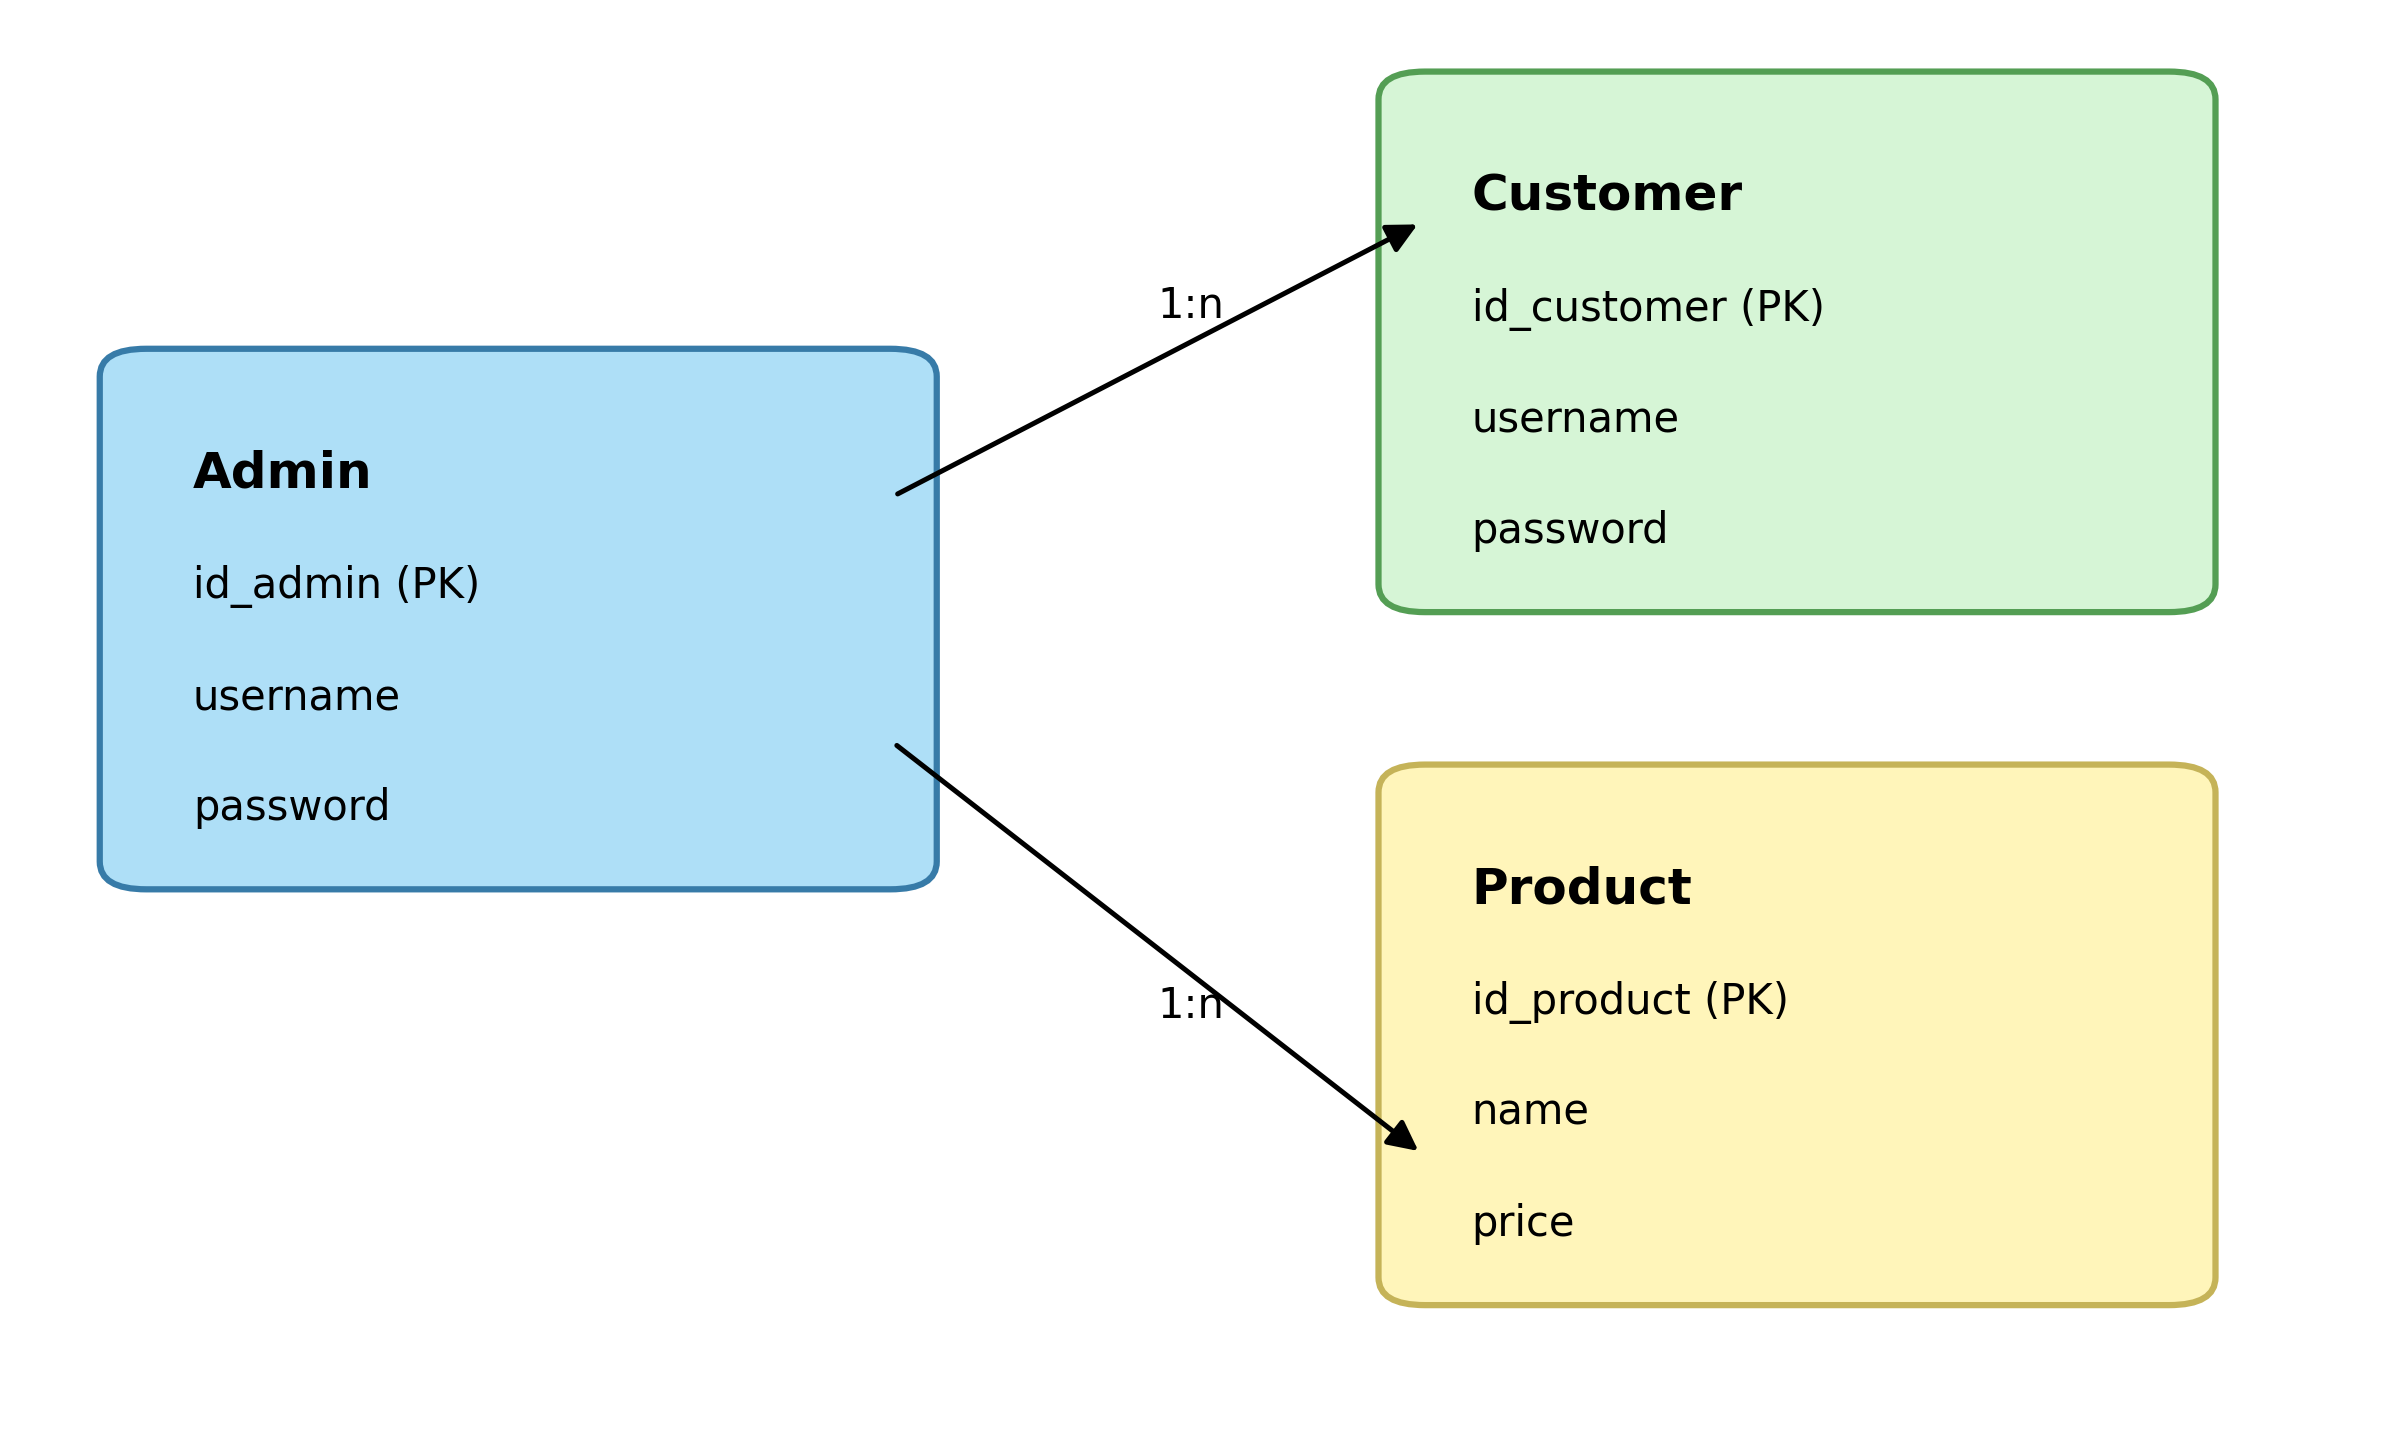 Admin
id_admin (PK)
username
password
1:n
1:n
Customer
id_customer (PK)
username
password
Product
id_product (PK)
name
price